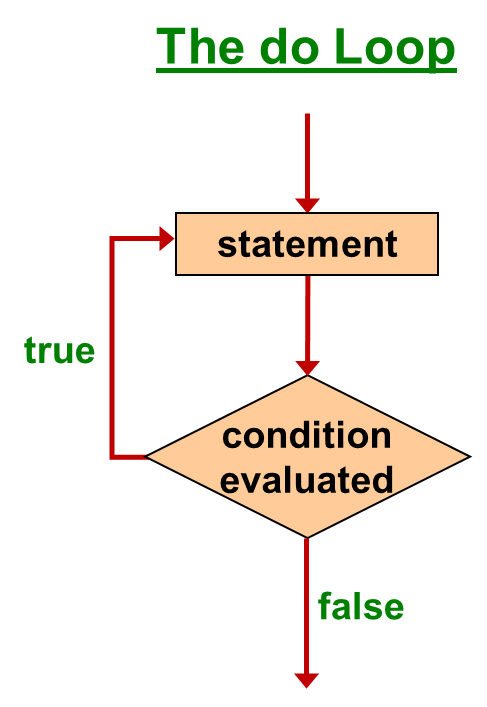 The do Loop
statement
true
condition
evaluated
false